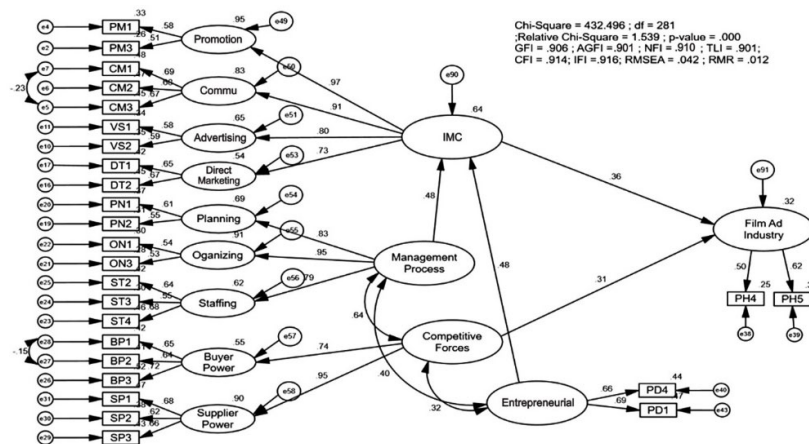 Chi-Square = 432.496 ; df = 281
;Relative Chi-Square = 1.539 ; p-value = .000
GFI = .906 ; AGFI =.901 ; NFI = .910 ; TLI = .901;
CFI = .914; IFI =.916; RMSEA = .042 ; RMR = .012
e4 PM1 .33 .58
e2 PM3 .51
Promotion .95 e49
e7 CM1 .69
e6 CM2
e5 CM3 .67
-.23
Commu .83
.97
.91
e11 VS1 .58
e10 VS2 .59
Advertising .65 e51
.80
e17 DT1 .65
e16 DT2 .67
Direct
Marketing
.54 e53
.73
e90
IMC
.64
e20 PN1 .61
e19 PN2 .55
Planning .69 e54
.83
e22 ON1 .54
e21 ON3 .53
Oganizing .91 e55
.95
e25 ST2 .64
e24 ST3 .55
e23 ST4 .68
Staffing .62 e56
.79
Management
Process
.48
.48
.36
.31
e91
.32
Film Ad
Industry
.50 .62
.25
PH4 PH5
e38 e39
e28 BP1 .65
e27 BP2 .64
e26 BP3 .72
-.15
Buyer
Power
.55 e57
.74
e31 SP1 .68
e30 SP2 .62
e29 SP3 .66
Supplier
Power
.90 e58
.95
Competitive
Forces
.64
.40
.32
Entrepreneurial
.66 PD4 .44 e40
.69 PD1 e43